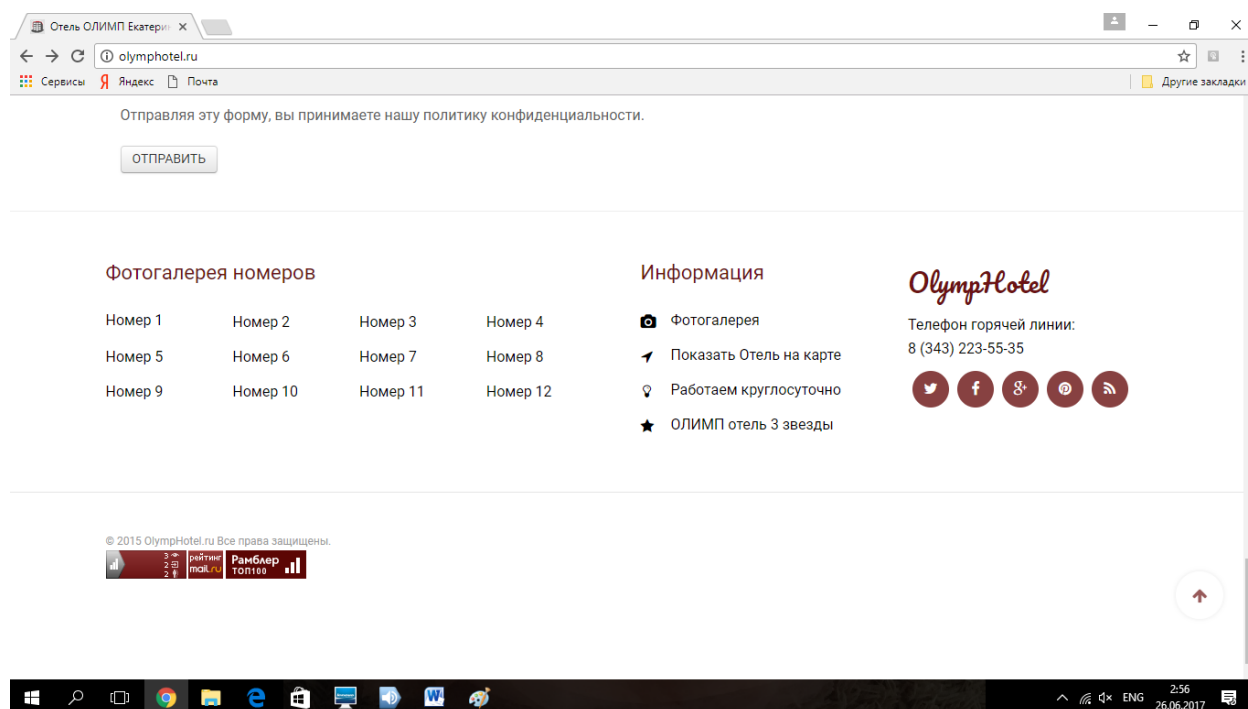 Отель ОЛИМП Екатери
olymphotel.ru
Сервисы Яндекс Почта Другие закладки
Отправляя эту форму, вы принимаете нашу политику конфиденциальности.
ОТПРАВИТЬ
Фотогалерея номеров
Номер 1 Номер 2 Номер 3 Номер 4
Номер 5 Номер 6 Номер 7 Номер 8
Номер 9 Номер 10 Номер 11 Номер 12
Информация
Фотогалерея
Показать Отель на карте
Работаем круглосуточно
ОЛИМП отель 3 звезды
OlympHotel
Телефон горячей линии:
8 (343) 223-55-35
© 2015 OlympHotel.ru Все права защищены.
3
2
2
рейтинг
mail.ru
Рамблер
ТОП100
ENG
2:56
26.06.2017